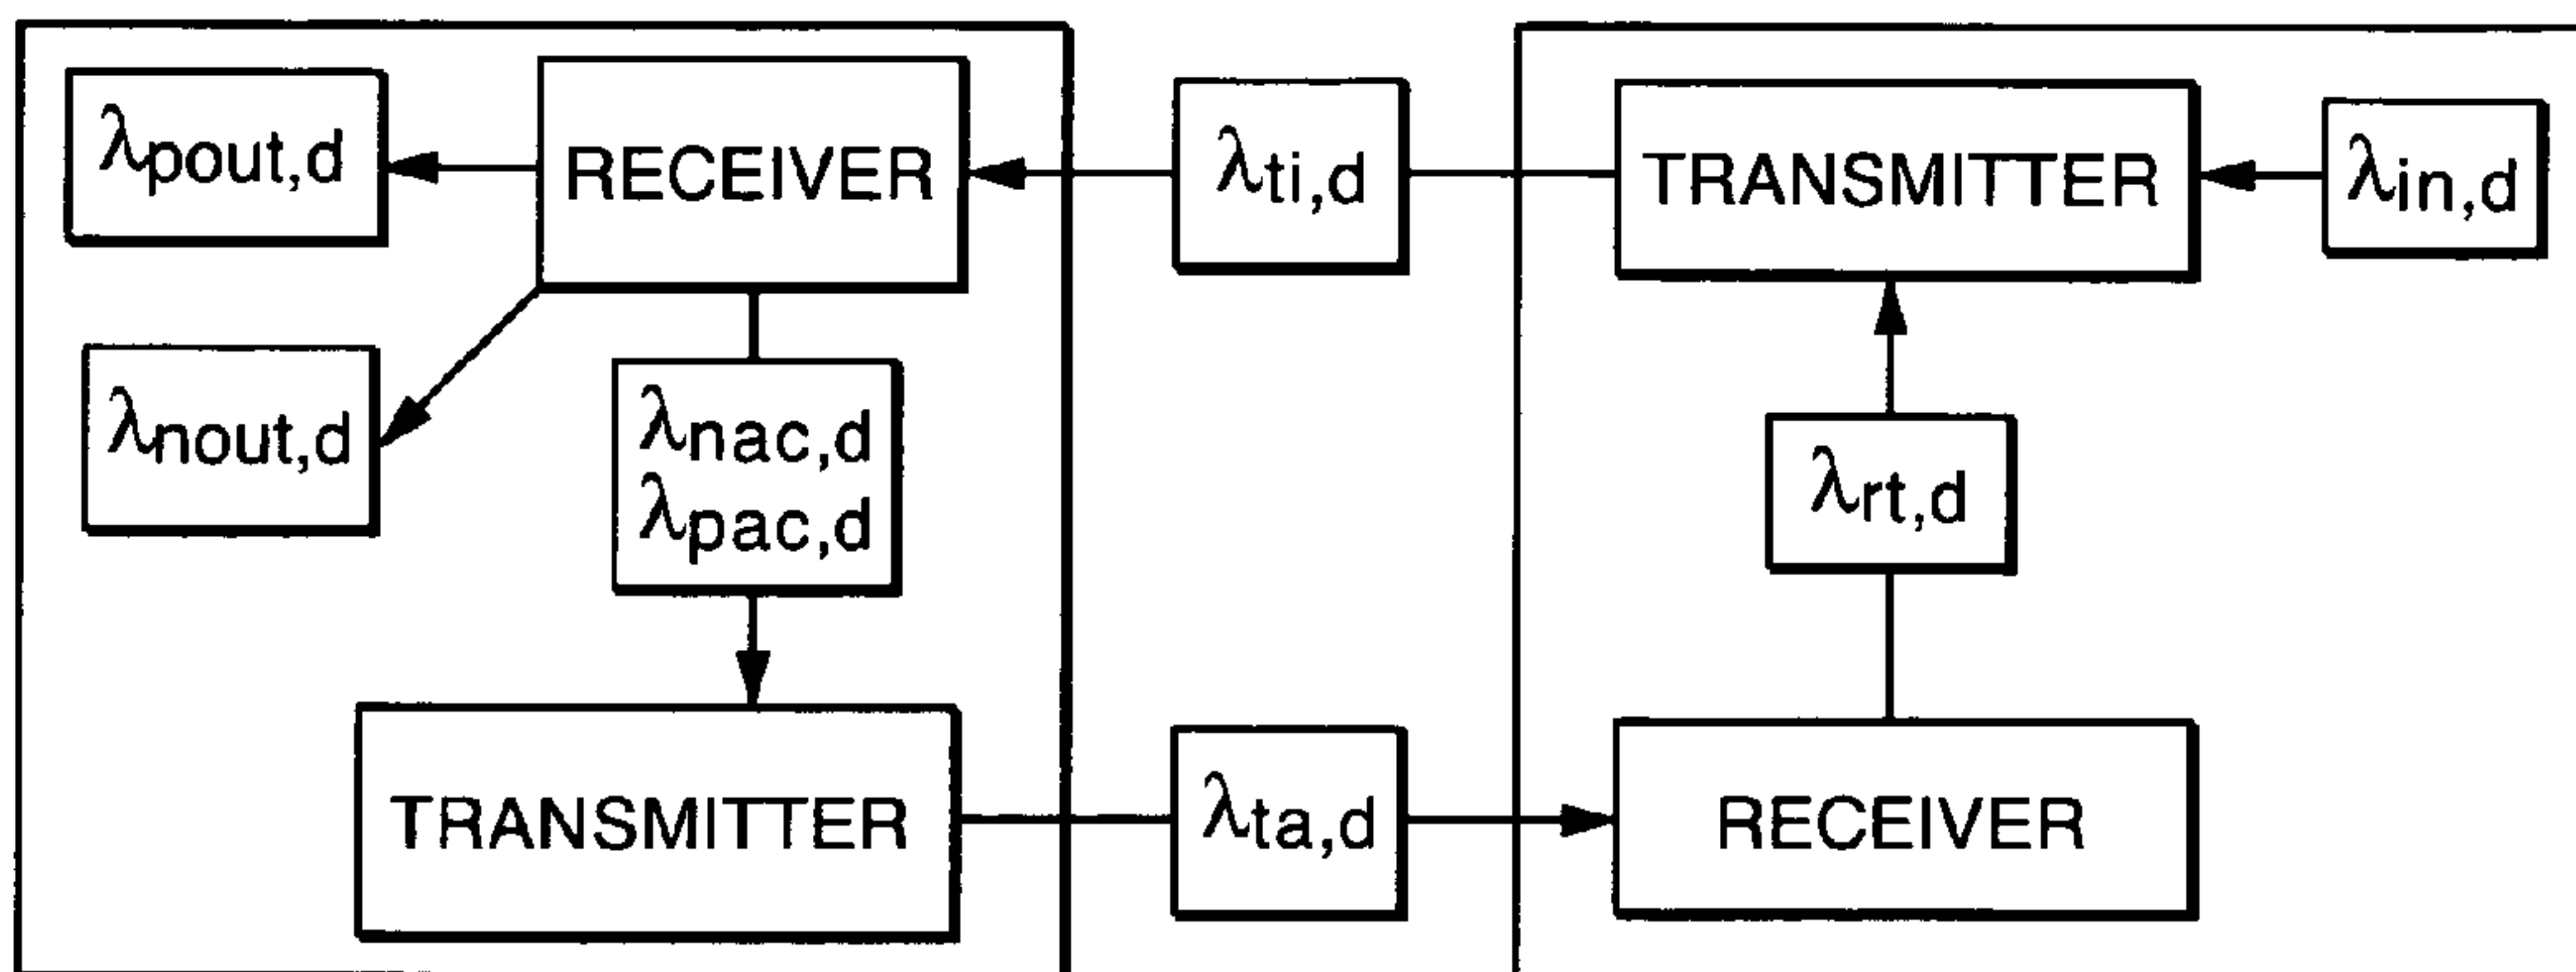 λpout,d
RECEIVER
λti,d
TRANSMITTER
λin,d
λnout,d
λnac,d
λpac,d
λrt,d
TRANSMITTER
λta,d
RECEIVER